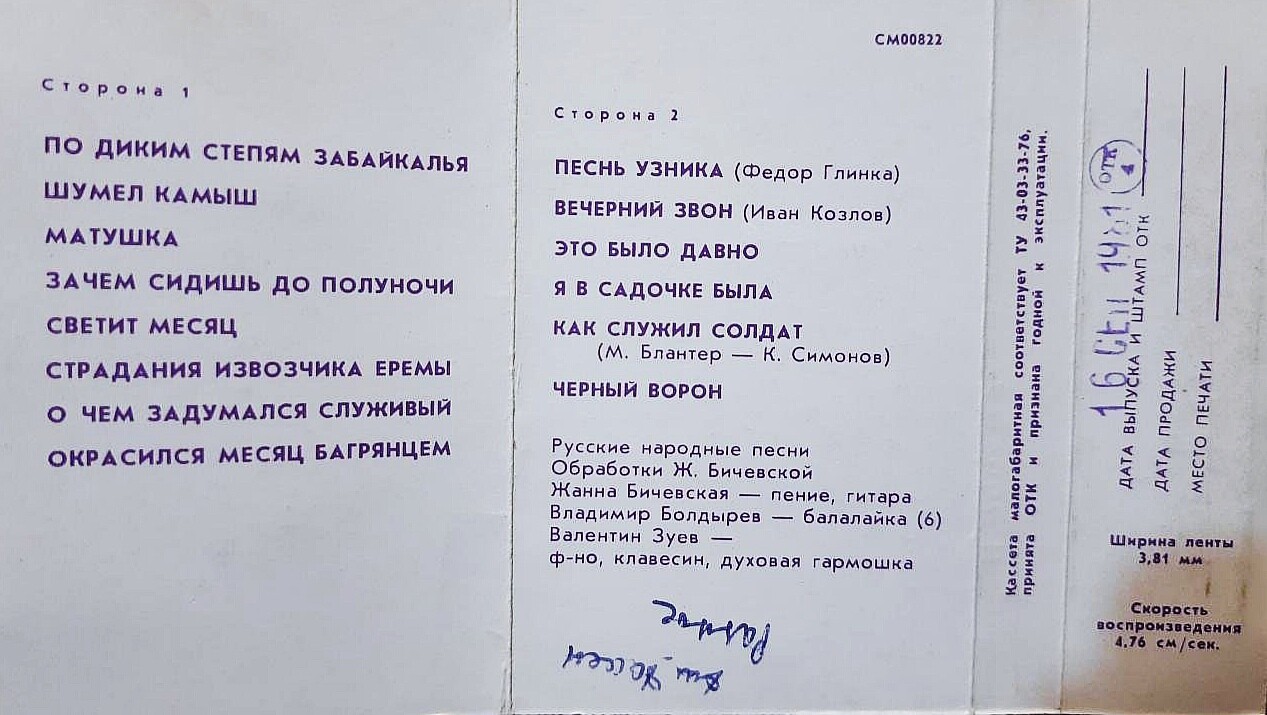 Сторона 1
ПО ДИКИМ СТЕПЯМ ЗАБАЙКАЛЬЯ
ШУМЕЛ КАМЫШ
МАТУШКА
ЗАЧЕМ СИДИШЬ ДО ПОЛУНОЧИ
СВЕТИТ МЕСЯЦ
СТРАДАНИЯ ИЗВОЗЧИКА ЕРЕМЫ
О ЧЕМ ЗАДУМАЛСЯ СЛУЖИВЫЙ
ОКРАСИЛСЯ МЕСЯЦ БАГРЯНЦЕМ
СМ00822
Сторона 2
ПЕСНЬ УЗНИКА (Федор Глинка)
ВЕЧЕРНИЙ ЗВОН (Иван Козлов)
ЭТО БЫЛО ДАВНО
Я В САДОЧКЕ БЫЛА
КАК СЛУЖИЛ СОЛДАТ
(М. Блантер — К. Симонов)
ЧЕРНЫЙ ВОРОН
Русские народные песни
Обработки Ж. Бичевской
Жанна Бичевская — пение, гитара
Владимир Болдырев — балалайка (6)
Валентин Зуев —
ф-но, клавесин, духовая гармошка
Кассета малогабаритная соответствует ТУ 43-03-33-76,
принята ОТК и признана годной к эксплуатации.
ОТК
16 СЕН 1981
ДАТА ВЫПУСКА И ШТАМП ОТК
ДАТА ПРОДАЖИ
МЕСТО ПЕЧАТИ
Ширина ленты
3,81 мм
Скорость
воспроизведения
4,76 см/сек.